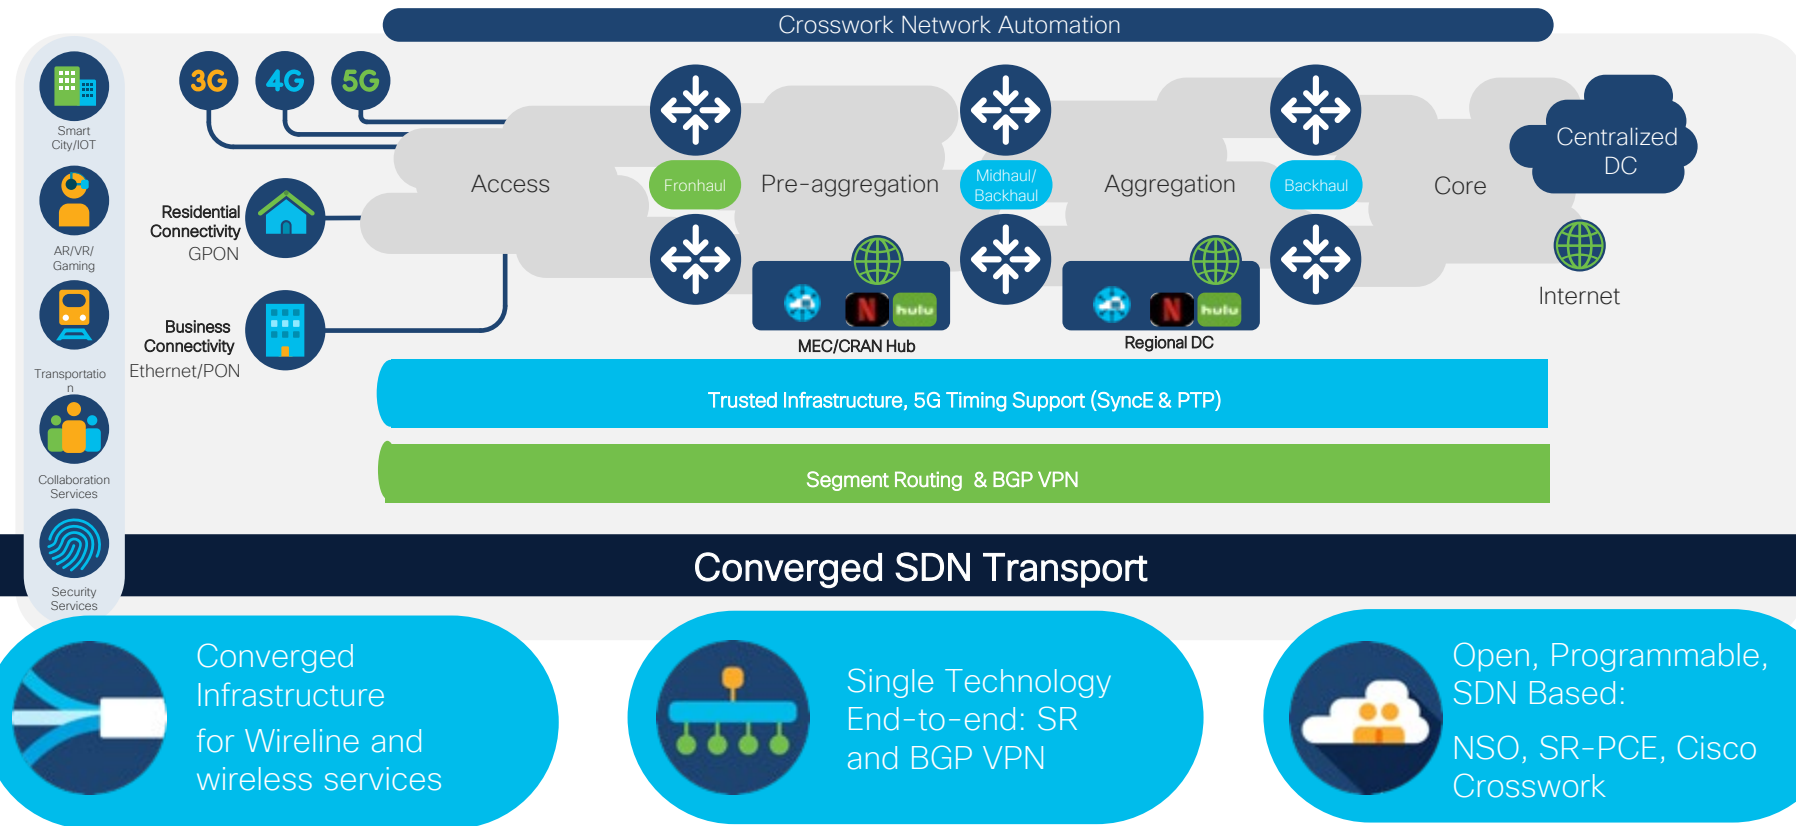 Crosswork Network Automation
Smart
City/IOT
AR/VR/
Gaming
Transportatio
n
Collaboration
Services
Security
Services
3G
4G
5G
Residential
Connectivity
GPON
Business
Connectivity
Ethernet/PON
Access
Fronhaul
Pre-aggregation
Midhaul/
Backhaul
Aggregation
Backhaul
Core
Centralized
DC
Internet
N
hulu
MEC/CRAN Hub
N
hulu
Regional DC
Trusted Infrastructure, 5G Timing Support (SyncE & PTP)
Segment Routing & BGP VPN
Converged SDN Transport
Converged
Infrastructure
for Wireline and
wireless services
Single Technology
End-to-end: SR
and BGP VPN
Open, Programmable,
SDN Based:
NSO, SR-PCE, Cisco
Crosswork